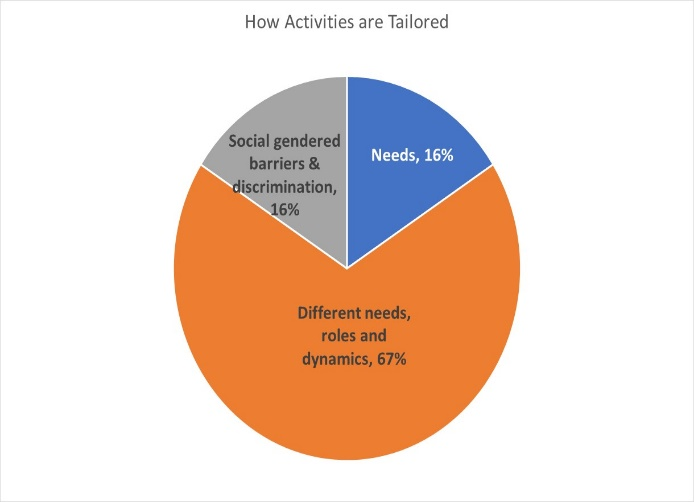 How Activities are Tailored
Social gendered
barriers &
discrimination,
16%
Needs, 16%
Different needs,
roles and
dynamics, 67%